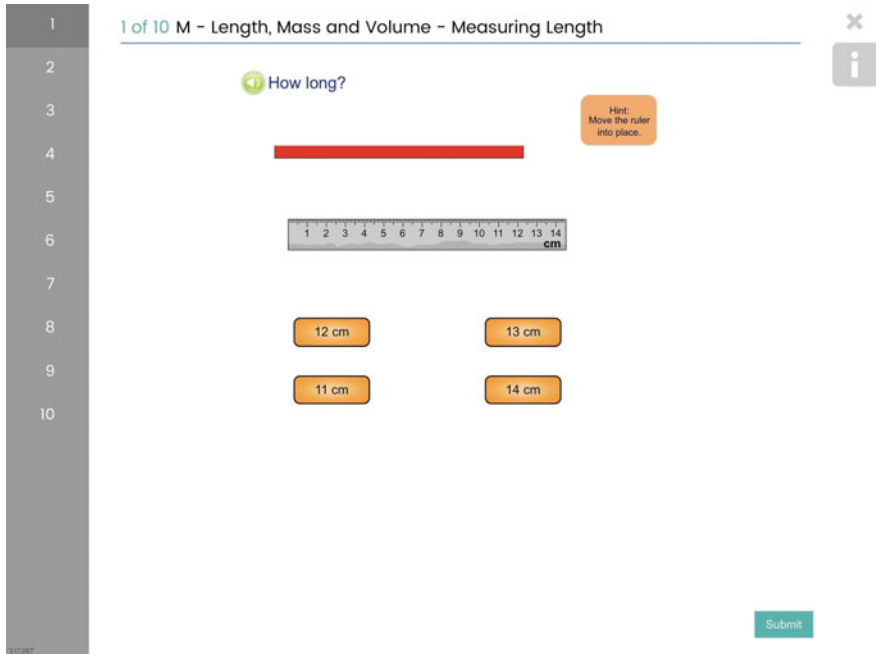 1
2
3
4
5
6
7
8
9
10
1 of 10 M - Length, Mass and Volume - Measuring Length
i
How long?
Hint:
Move the ruler
into place.
1 2 3 4 5 6 7 8 9 10 11 12 13 14
cm
12 cm 13 cm
11 cm 14 cm
Submit